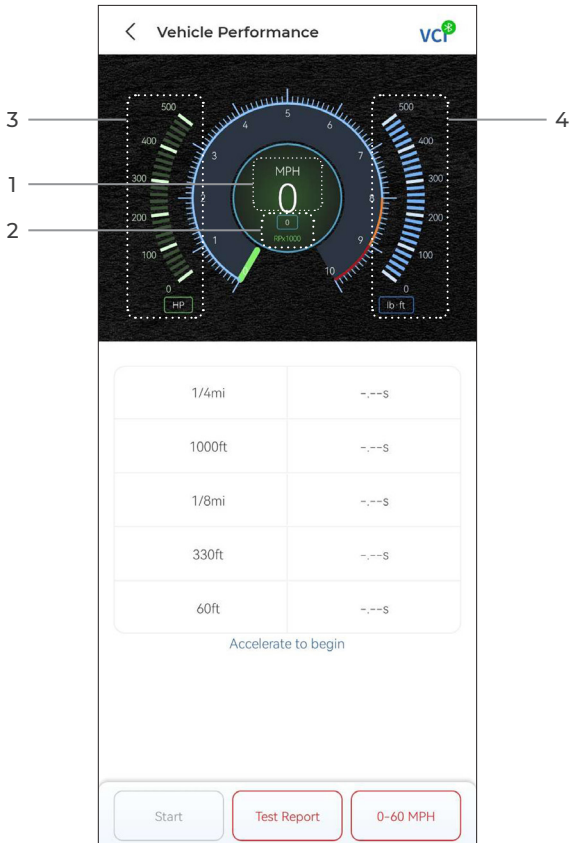 Vehicle Performance
VCI
3
4
1
2
500
400
300
200
100
0
HP
1
2
3
4
5
6
7
8
9
10
MPH
0
0
RPx1000
500
400
300
200
100
0
lb-ft
1/4mi -.--s
1000ft -.--s
1/8mi -.--s
330ft -.--s
60ft -.--s
Accelerate to begin
Start Test Report 0-60 MPH